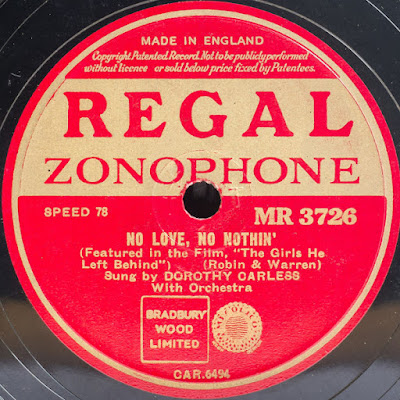 MADE IN ENGLAND
Copyright Patented Record. Not to be publicly performed
without licence or sold below price fixed by Patentees.
REGAL
ZONOPHONE
SPEED 78
MR 3726
NO LOVE, NO NOTHIN'
(Featured in the Film, "The Girls He
Left Behind") (Robin & Warren)
Sung by DOROTHY CARLESS
With Orchestra
BRADBURY
WOOD
LIMITED
CAR.6494